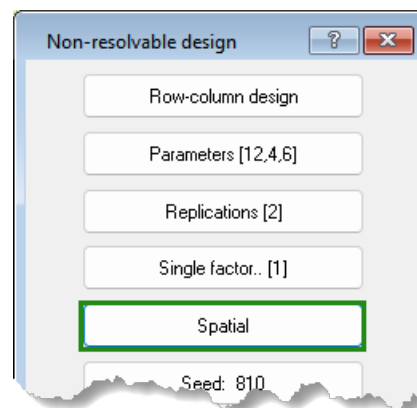 Non-resolvable design
Row-column design
Parameters [12,4,6]
Replications [2]
Single factor.. [1]
Spatial
Seed: 810